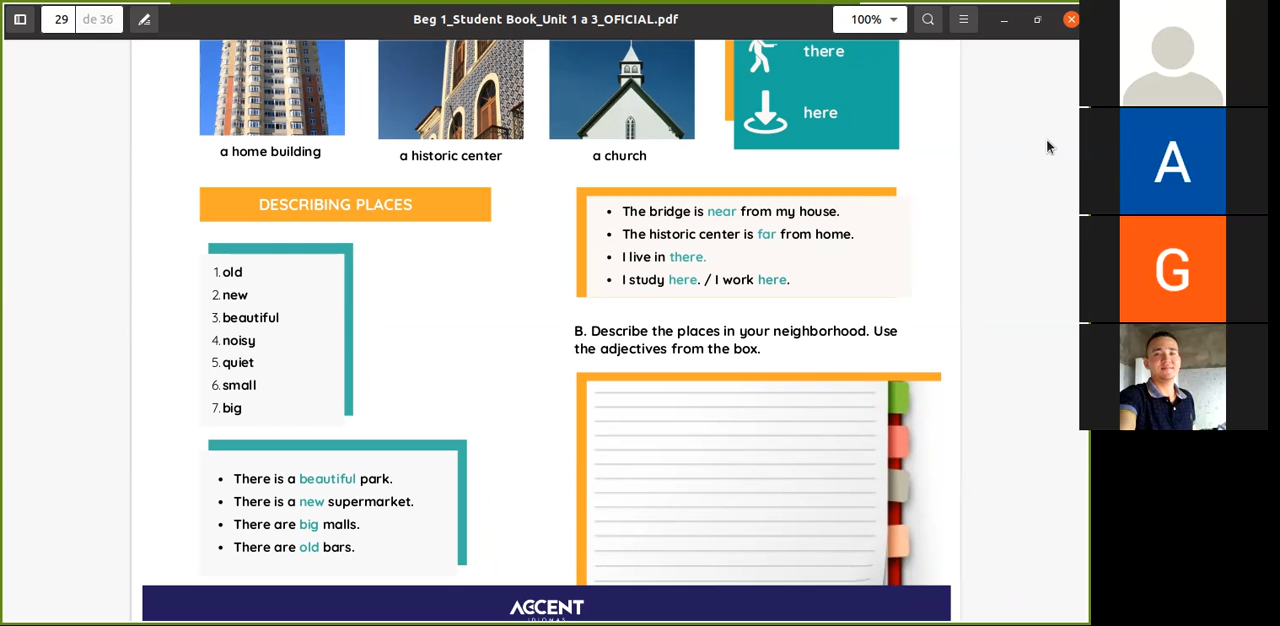 29
de 36
Beg 1_Student Book_Unit 1 a 3_OFICIAL.pdf
100%
there
here
a home building
a historic center
a church
DESCRIBING PLACES
1. old
2. new
3. beautiful
4. noisy
5. quiet
6. small
7. big
• There is a beautiful park.
• There is a new supermarket.
• There are big malls.
• There are old bars.
• The bridge is near from my house.
• The historic center is far from home.
• I live in there.
• I study here. / I work here.
B. Describe the places in your neighborhood. Use
the adjectives from the box.
ACCENT
IDIOMAS
A
G